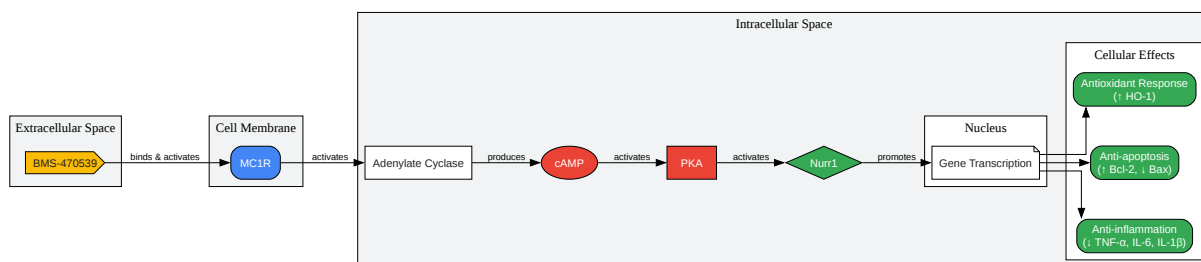 Intracellular Space
Cellular Effects
Antioxidant Response
(↑ HO-1)
Extracellular Space
Cell Membrane
Nucleus
BMS-470539
binds & activates
MC1R
activates
Adenylate Cyclase
produces
cAMP
activates
PKA
activates
Nurr1
promotes
Gene Transcription
Anti-apoptosis
(↑ Bcl-2, ↓ Bax)
Anti-inflammation
(↓ TNF-α, IL-6, IL-1β)